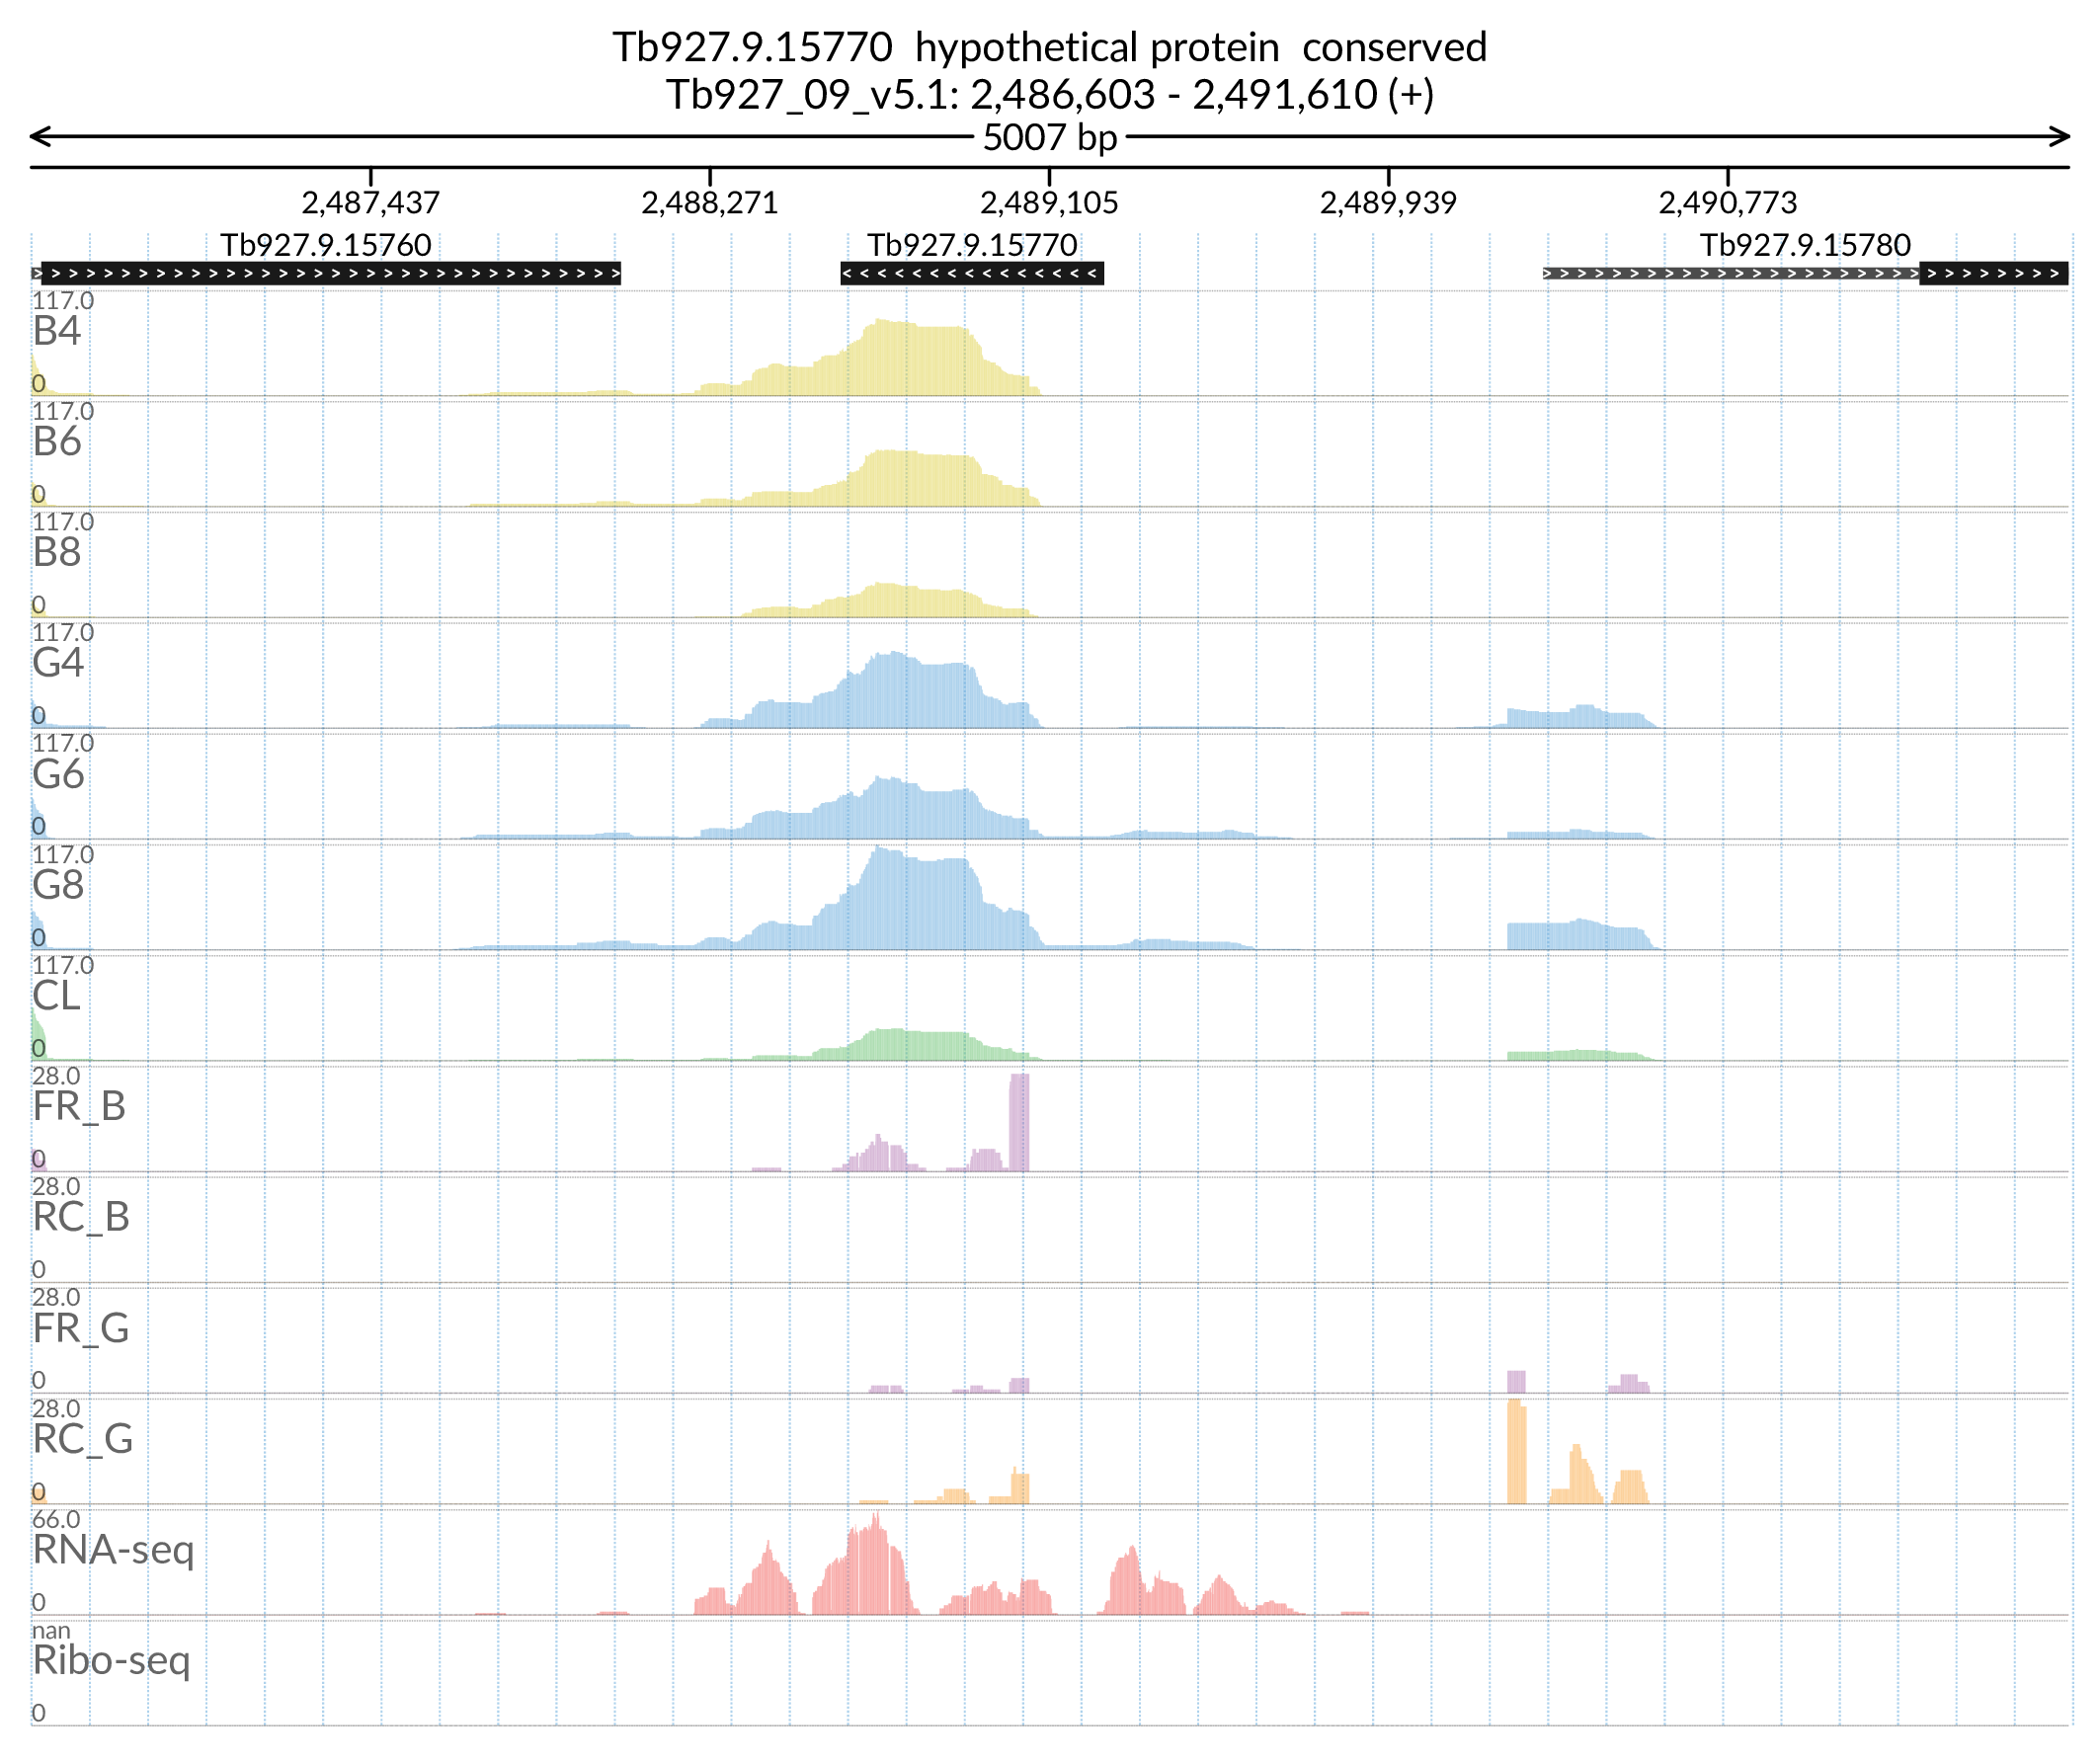 Tb927.9.15770 hypothetical protein conserved
Tb927_09_v5.1: 2,486,603 - 2,491,610 (+)
5007 bp
2,487,437 2,488,271 2,489,105 2,489,939 2,490,773
Tb927.9.15760 Tb927.9.15770 Tb927.9.15780
117.0
B4
0
117.0
B6
0
117.0
B8
0
117.0
G4
0
117.0
G6
0
117.0
G8
0
117.0
CL
0
28.0
FR_B
0
28.0
RC_B
0
28.0
FR_G
0
28.0
RC_G
0
66.0
RNA-seq
0
nan
Ribo-seq
0